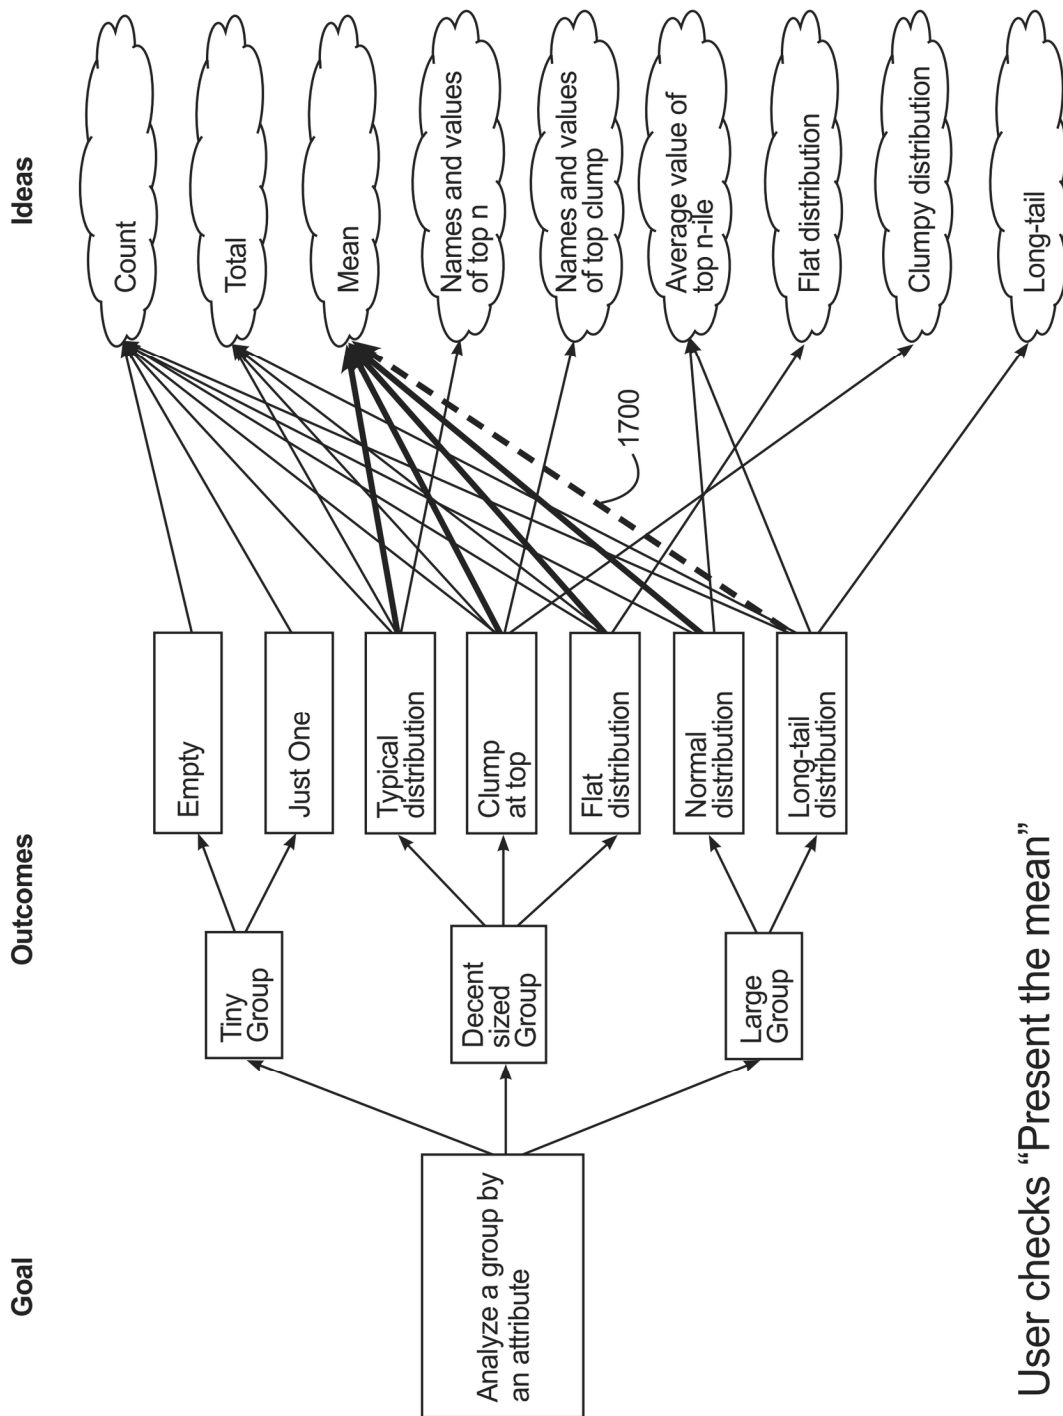 Goal
Outcomes
Ideas
Analyze a group by
an attribute
Tiny
Group
Decent
sized
Group
Large
Group
Empty
Just One
Typical
distribution
Clump
at top
Flat
distribution
Normal
distribution
Long-tail
distribution
Count
Total
Mean
Names and values
of top n
Names and values
of top clump
Average value of
top n-ile
Flat distribution
Clumpy distribution
Long-tail
1700
User checks “Present the mean”